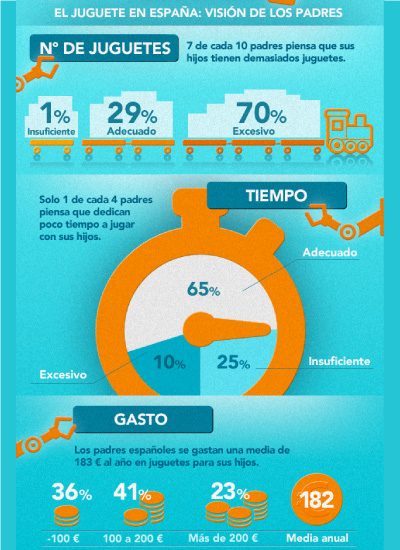 EL JUGUETE EN ESPAÑA: VISIÓN DE LOS PADRES
Nº DE JUGUETES
7 de cada 10 padres piensa que sus
hijos tienen demasiados juguetes.
1%
Insuficiente
29%
Adecuado
70%
Excesivo
TIEMPO
Solo 1 de cada 4 padres
piensa que dedican
poco tiempo a jugar
con sus hijos.
Adecuado
65%
10%
25%
Insuficiente
Excesivo
GASTO
Los padres españoles se gastan una media de
183 € al año en juguetes para sus hijos.
36%
41%
23%
182
-100 €
100 a 200 €
Más de 200 €
Media anual